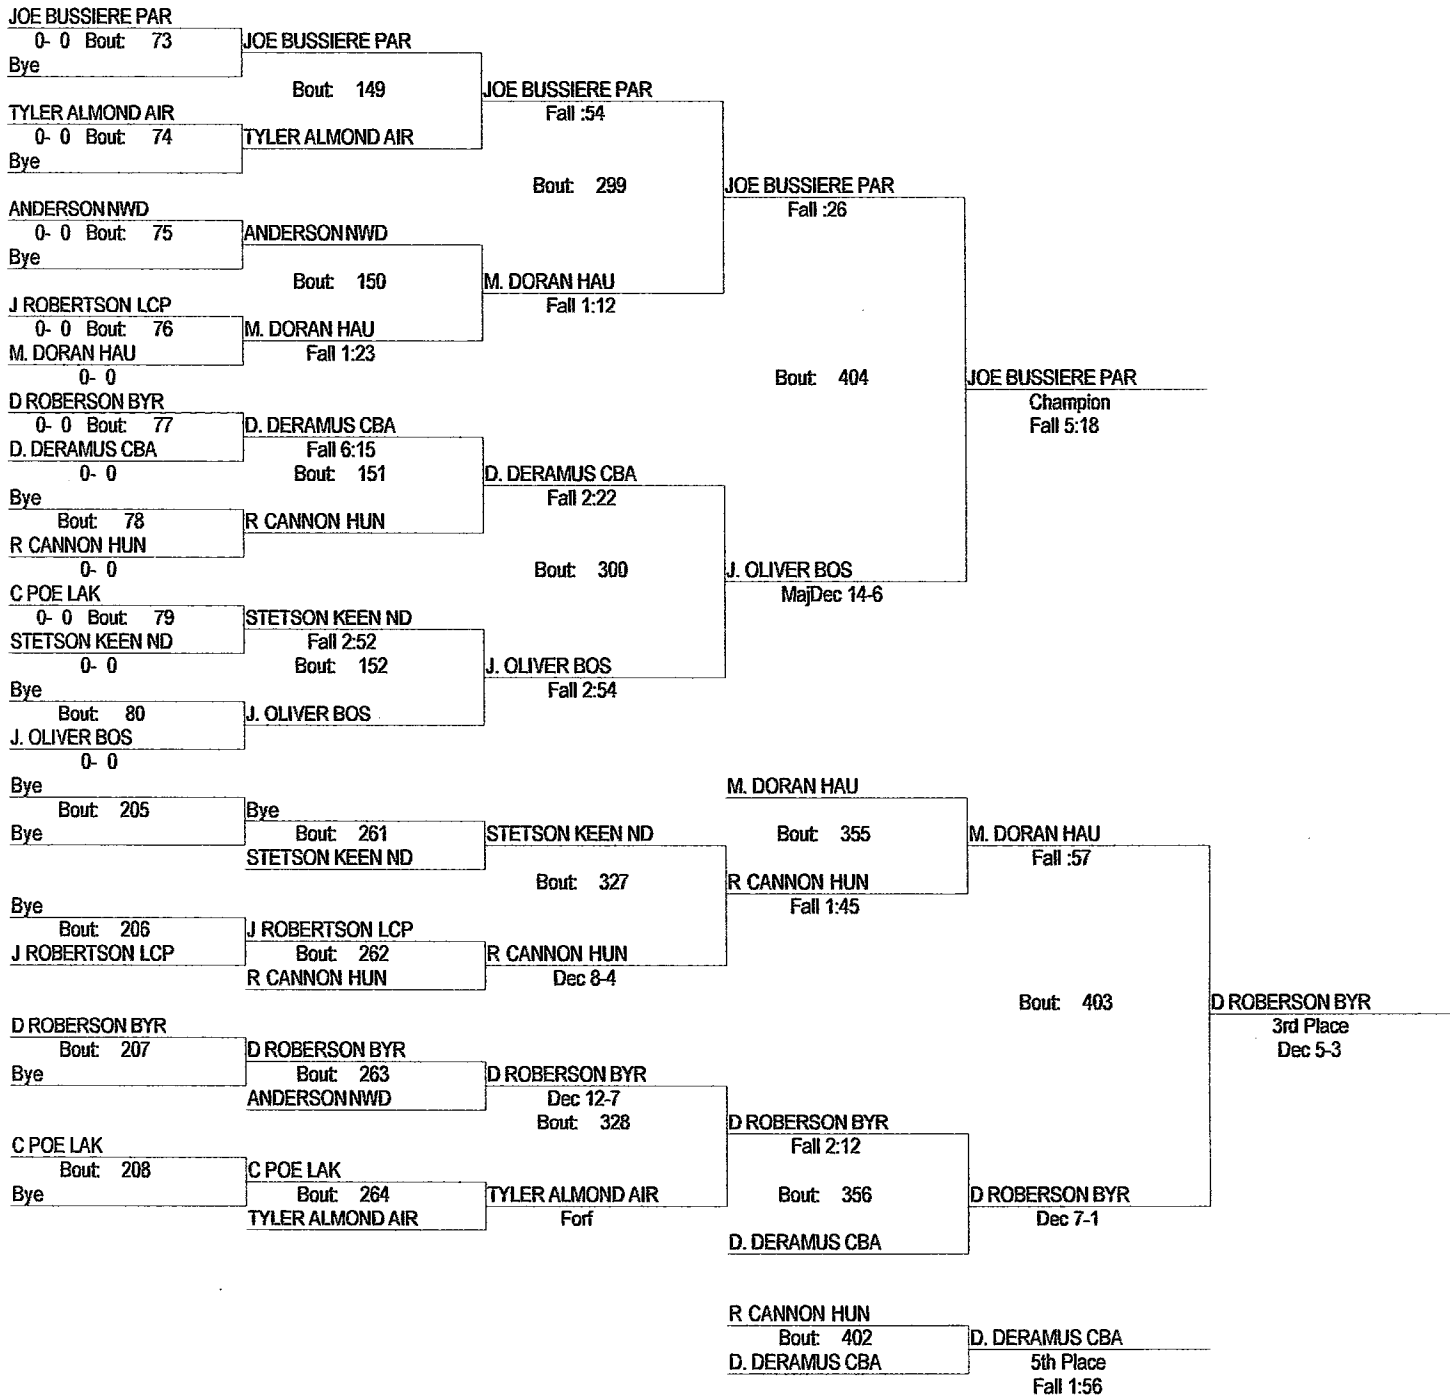 JOE BUSSIERE PAR
0- 0 Bout: 73
Bye
JOE BUSSIERE PAR
Bout: 149
TYLER ALMOND AIR
0- 0 Bout: 74
Bye
TYLER ALMOND AIR
JOE BUSSIERE PAR
Fall :54
Bout: 299
ANDERSON NWD
0- 0 Bout: 75
Bye
ANDERSON NWD
Bout: 150
J ROBERTSON LCP
0- 0 Bout: 76
M. DORAN HAU
0- 0
M. DORAN HAU
Fall 1:23
M. DORAN HAU
Fall 1:12
JOE BUSSIERE PAR
Fall :26
Bout: 404
D ROBERSON BYR
0- 0 Bout: 77
D. DERAMUS CBA
0- 0
D. DERAMUS CBA
Fall 6:15
Bout: 151
Bye
Bout: 78
R CANNON HUN
0- 0
R CANNON HUN
D. DERAMUS CBA
Fall 2:22
Bout: 300
C POE LAK
0- 0 Bout: 79
STETSON KEEN ND
0- 0
STETSON KEEN ND
Fall 2:52
Bout: 152
Bye
Bout: 80
J. OLIVER BOS
0- 0
J. OLIVER BOS
J. OLIVER BOS
Fall 2:54
J. OLIVER BOS
MajDec 14-6
JOE BUSSIERE PAR
Champion
Fall 5:18
Bye
Bout: 205
Bye
Bye
Bout: 261
STETSON KEEN ND
STETSON KEEN ND
Bout: 327
Bye
Bout: 206
J ROBERTSON LCP
J ROBERTSON LCP
Bout: 262
R CANNON HUN
R CANNON HUN
Dec 8-4
M. DORAN HAU
Bout: 355
R CANNON HUN
Fall 1:45
M. DORAN HAU
Fall :57
Bout: 403
D ROBERSON BYR
Bout: 207
Bye
D ROBERSON BYR
Bout: 263
ANDERSON NWD
D ROBERSON BYR
Dec 12-7
Bout: 328
C POE LAK
Bout: 208
Bye
C POE LAK
Bout: 264
TYLER ALMOND AIR
TYLER ALMOND AIR
Forf
D ROBERSON BYR
Fall 2:12
Bout: 356
D. DERAMUS CBA
D ROBERSON BYR
Dec 7-1
D ROBERSON BYR
3rd Place
Dec 5-3
R CANNON HUN
Bout: 402
D. DERAMUS CBA
D. DERAMUS CBA
5th Place
Fall 1:56